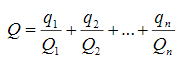 Q = q₁/Q₁ + q₂/Q₂ + ... + qₙ/Qₙ